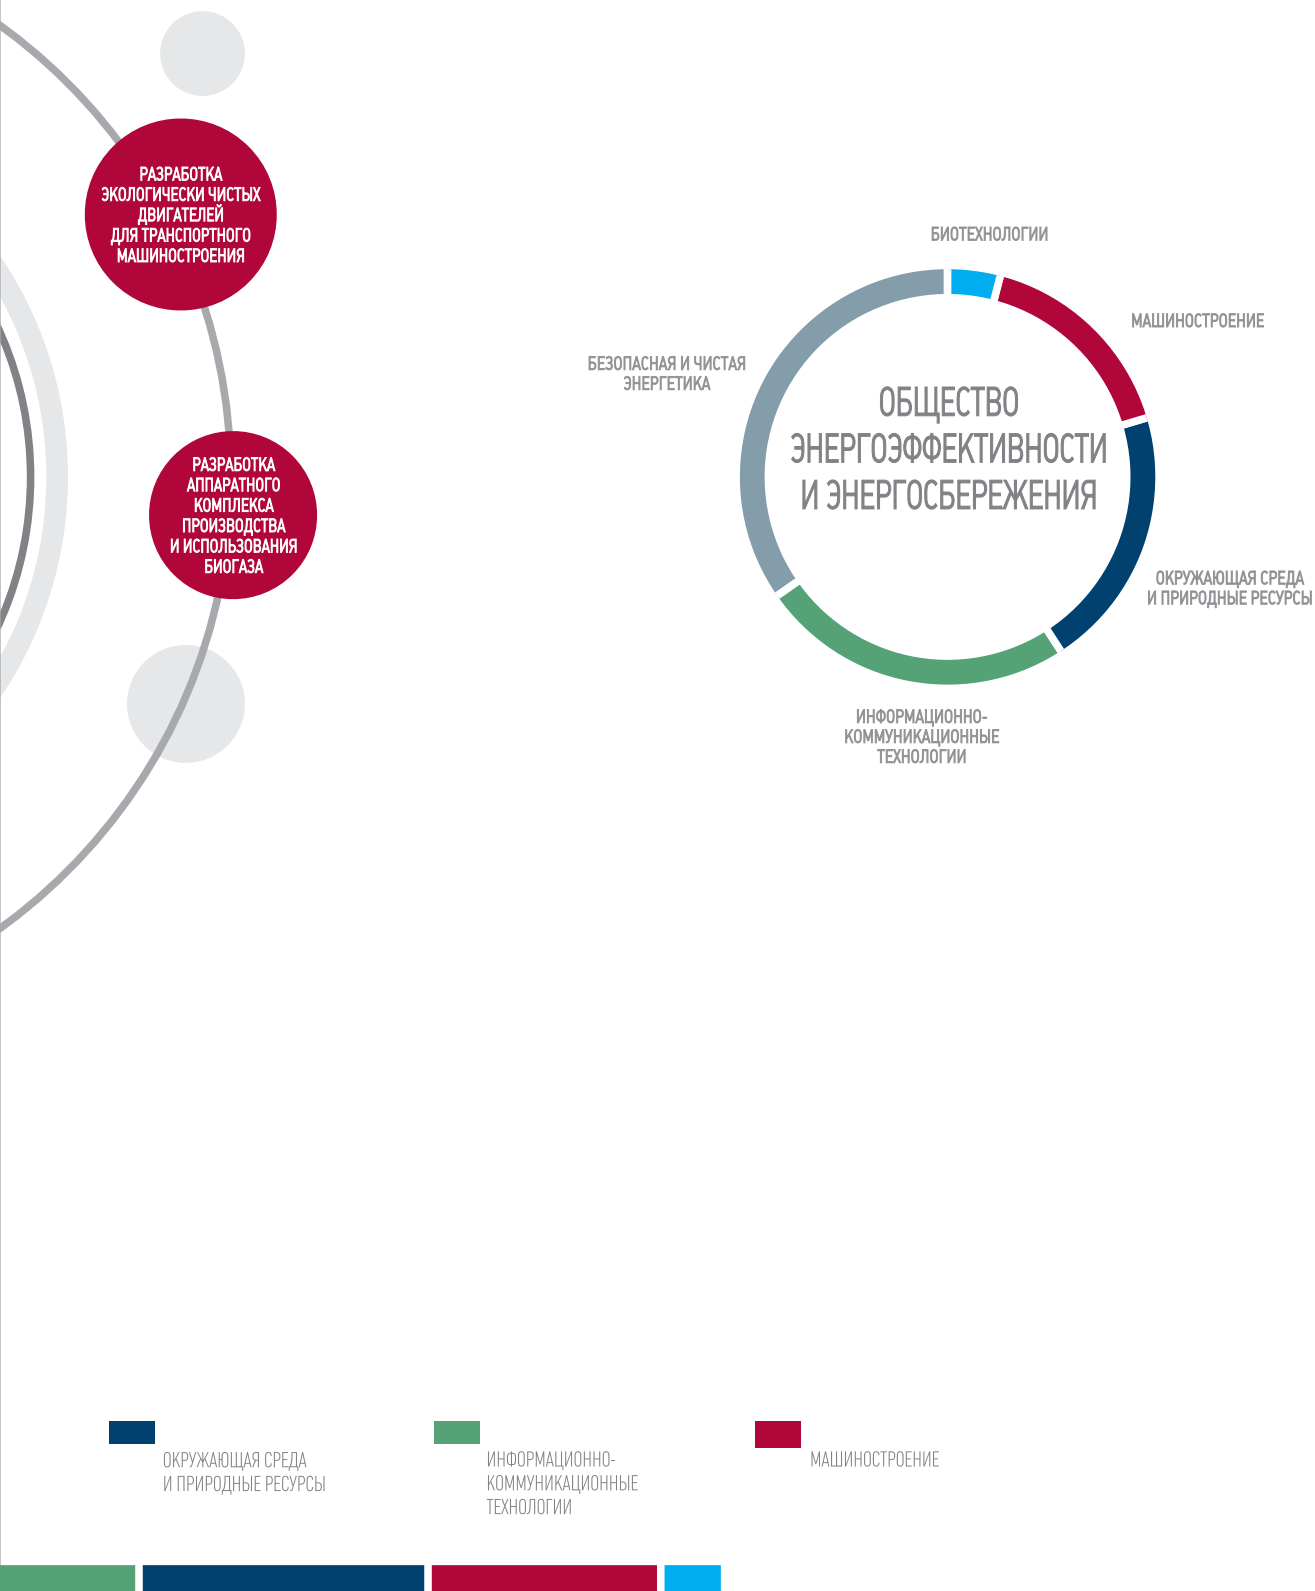 РАЗРАБОТКА
ЭКОЛОГИЧЕСКИ ЧИСТЫХ
ДВИГАТЕЛЕЙ
ДЛЯ ТРАНСПОРТНОГО
МАШИНОСТРОЕНИЯ
РАЗРАБОТКА
АППАРАТНОГО
КОМПЛЕКСА
ПРОИЗВОДСТВА
И ИСПОЛЬЗОВАНИЯ
БИОГАЗА
БИОТЕХНОЛОГИИ
МАШИНОСТРОЕНИЕ
БЕЗОПАСНАЯ И ЧИСТАЯ
ЭНЕРГЕТИКА
ОБЩЕСТВО
ЭНЕРГОЭФФЕКТИВНОСТИ
И ЭНЕРГОСБЕРЕЖЕНИЯ
ОКРУЖАЮЩАЯ СРЕДА
И ПРИРОДНЫЕ РЕСУРСЫ
ИНФОРМАЦИОННО-
КОММУНИКАЦИОННЫЕ
ТЕХНОЛОГИИ
ОКРУЖАЮЩАЯ СРЕДА
И ПРИРОДНЫЕ РЕСУРСЫ
ИНФОРМАЦИОННО-
КОММУНИКАЦИОННЫЕ
ТЕХНОЛОГИИ
МАШИНОСТРОЕНИЕ